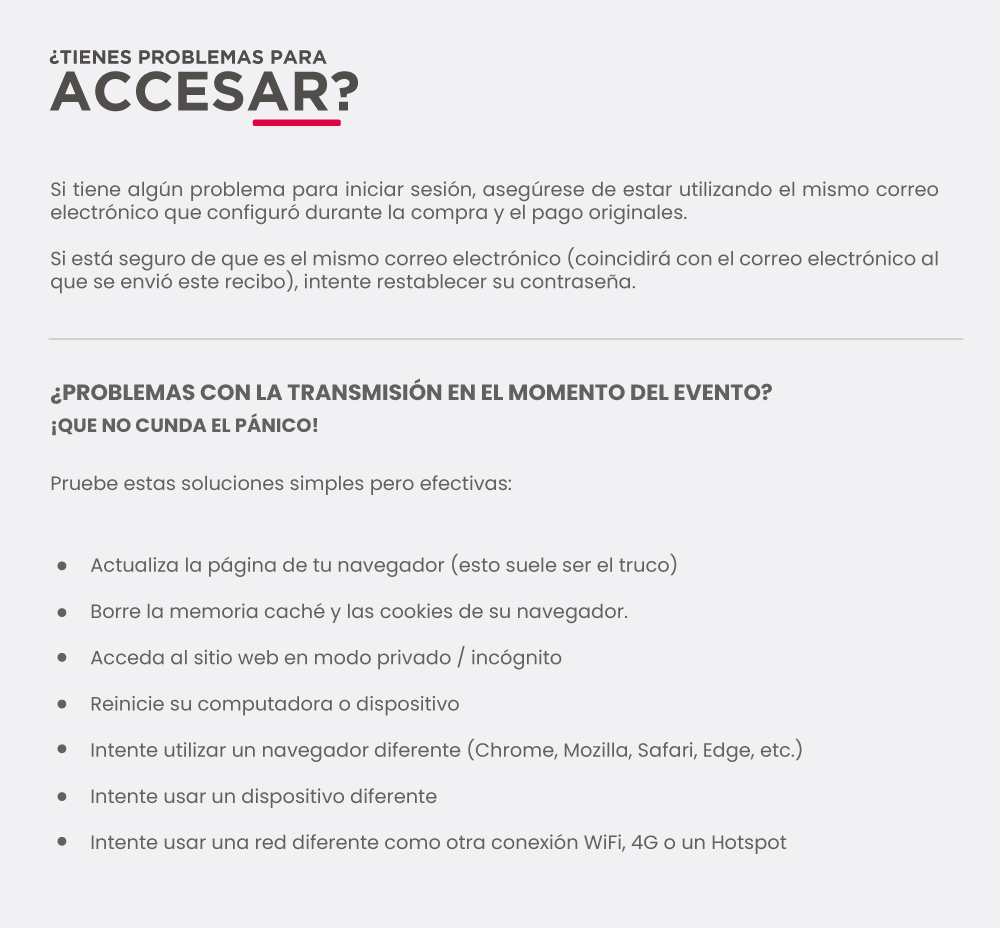 ¿TIENES PROBLEMAS PARA
ACCESAR?
Si tiene algún problema para iniciar sesión, asegúrese de estar utilizando el mismo correo
electrónico que configuró durante la compra y el pago originales.
Si está seguro de que es el mismo correo electrónico (coincidirá con el correo electrónico al
que se envió este recibo), intente restablecer su contraseña.
¿PROBLEMAS CON LA TRANSMISIÓN EN EL MOMENTO DEL EVENTO?
¡QUE NO CUNDA EL PÁNICO!
Pruebe estas soluciones simples pero efectivas:
● Actualiza la página de tu navegador (esto suele ser el truco)
● Borre la memoria caché y las cookies de su navegador.
● Acceda al sitio web en modo privado / incógnito
● Reinicie su computadora o dispositivo
● Intente utilizar un navegador diferente (Chrome, Mozilla, Safari, Edge, etc.)
● Intente usar un dispositivo diferente
● Intente usar una red diferente como otra conexión WiFi, 4G o un Hotspot